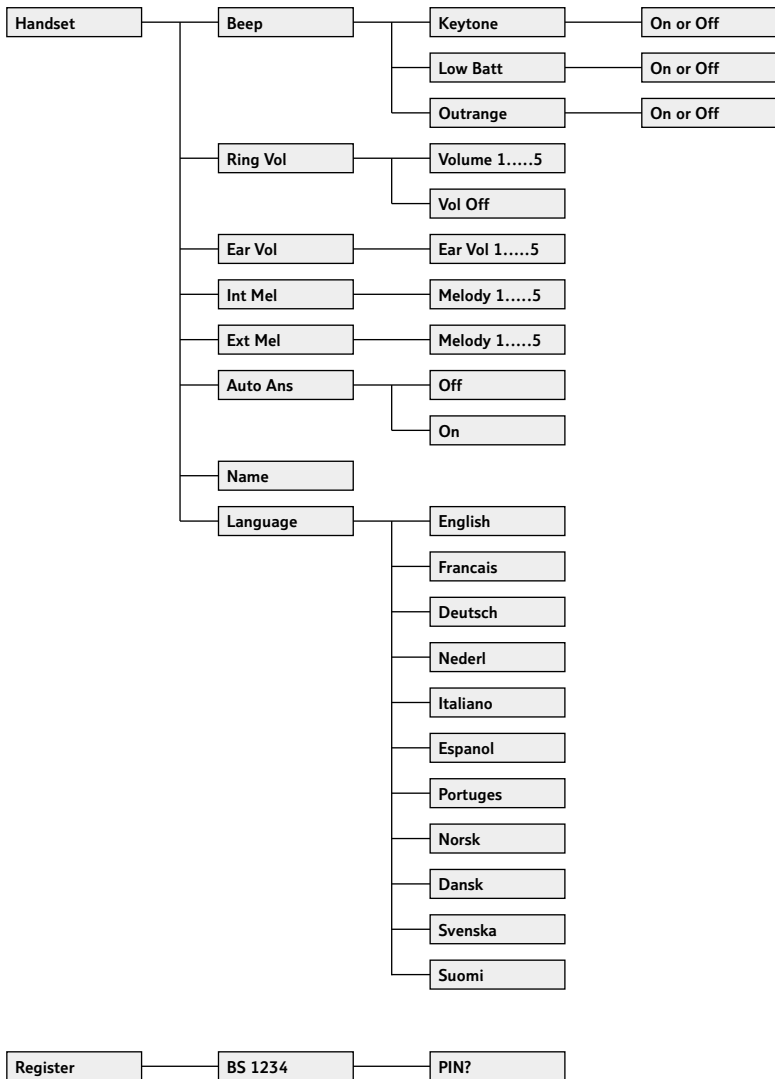 Handset Beep Keytone On or Off
Low Batt On or Off
Outrange On or Off
Ring Vol Volume 1.....5
Vol Off
Ear Vol Ear Vol 1.....5
Int Mel Melody 1.....5
Ext Mel Melody 1.....5
Auto Ans Off
On
Name
Language English
Francais
Deutsch
Nederl
Italiano
Espanol
Portuges
Norsk
Dansk
Svenska
Suomi
Register BS 1234 PIN?